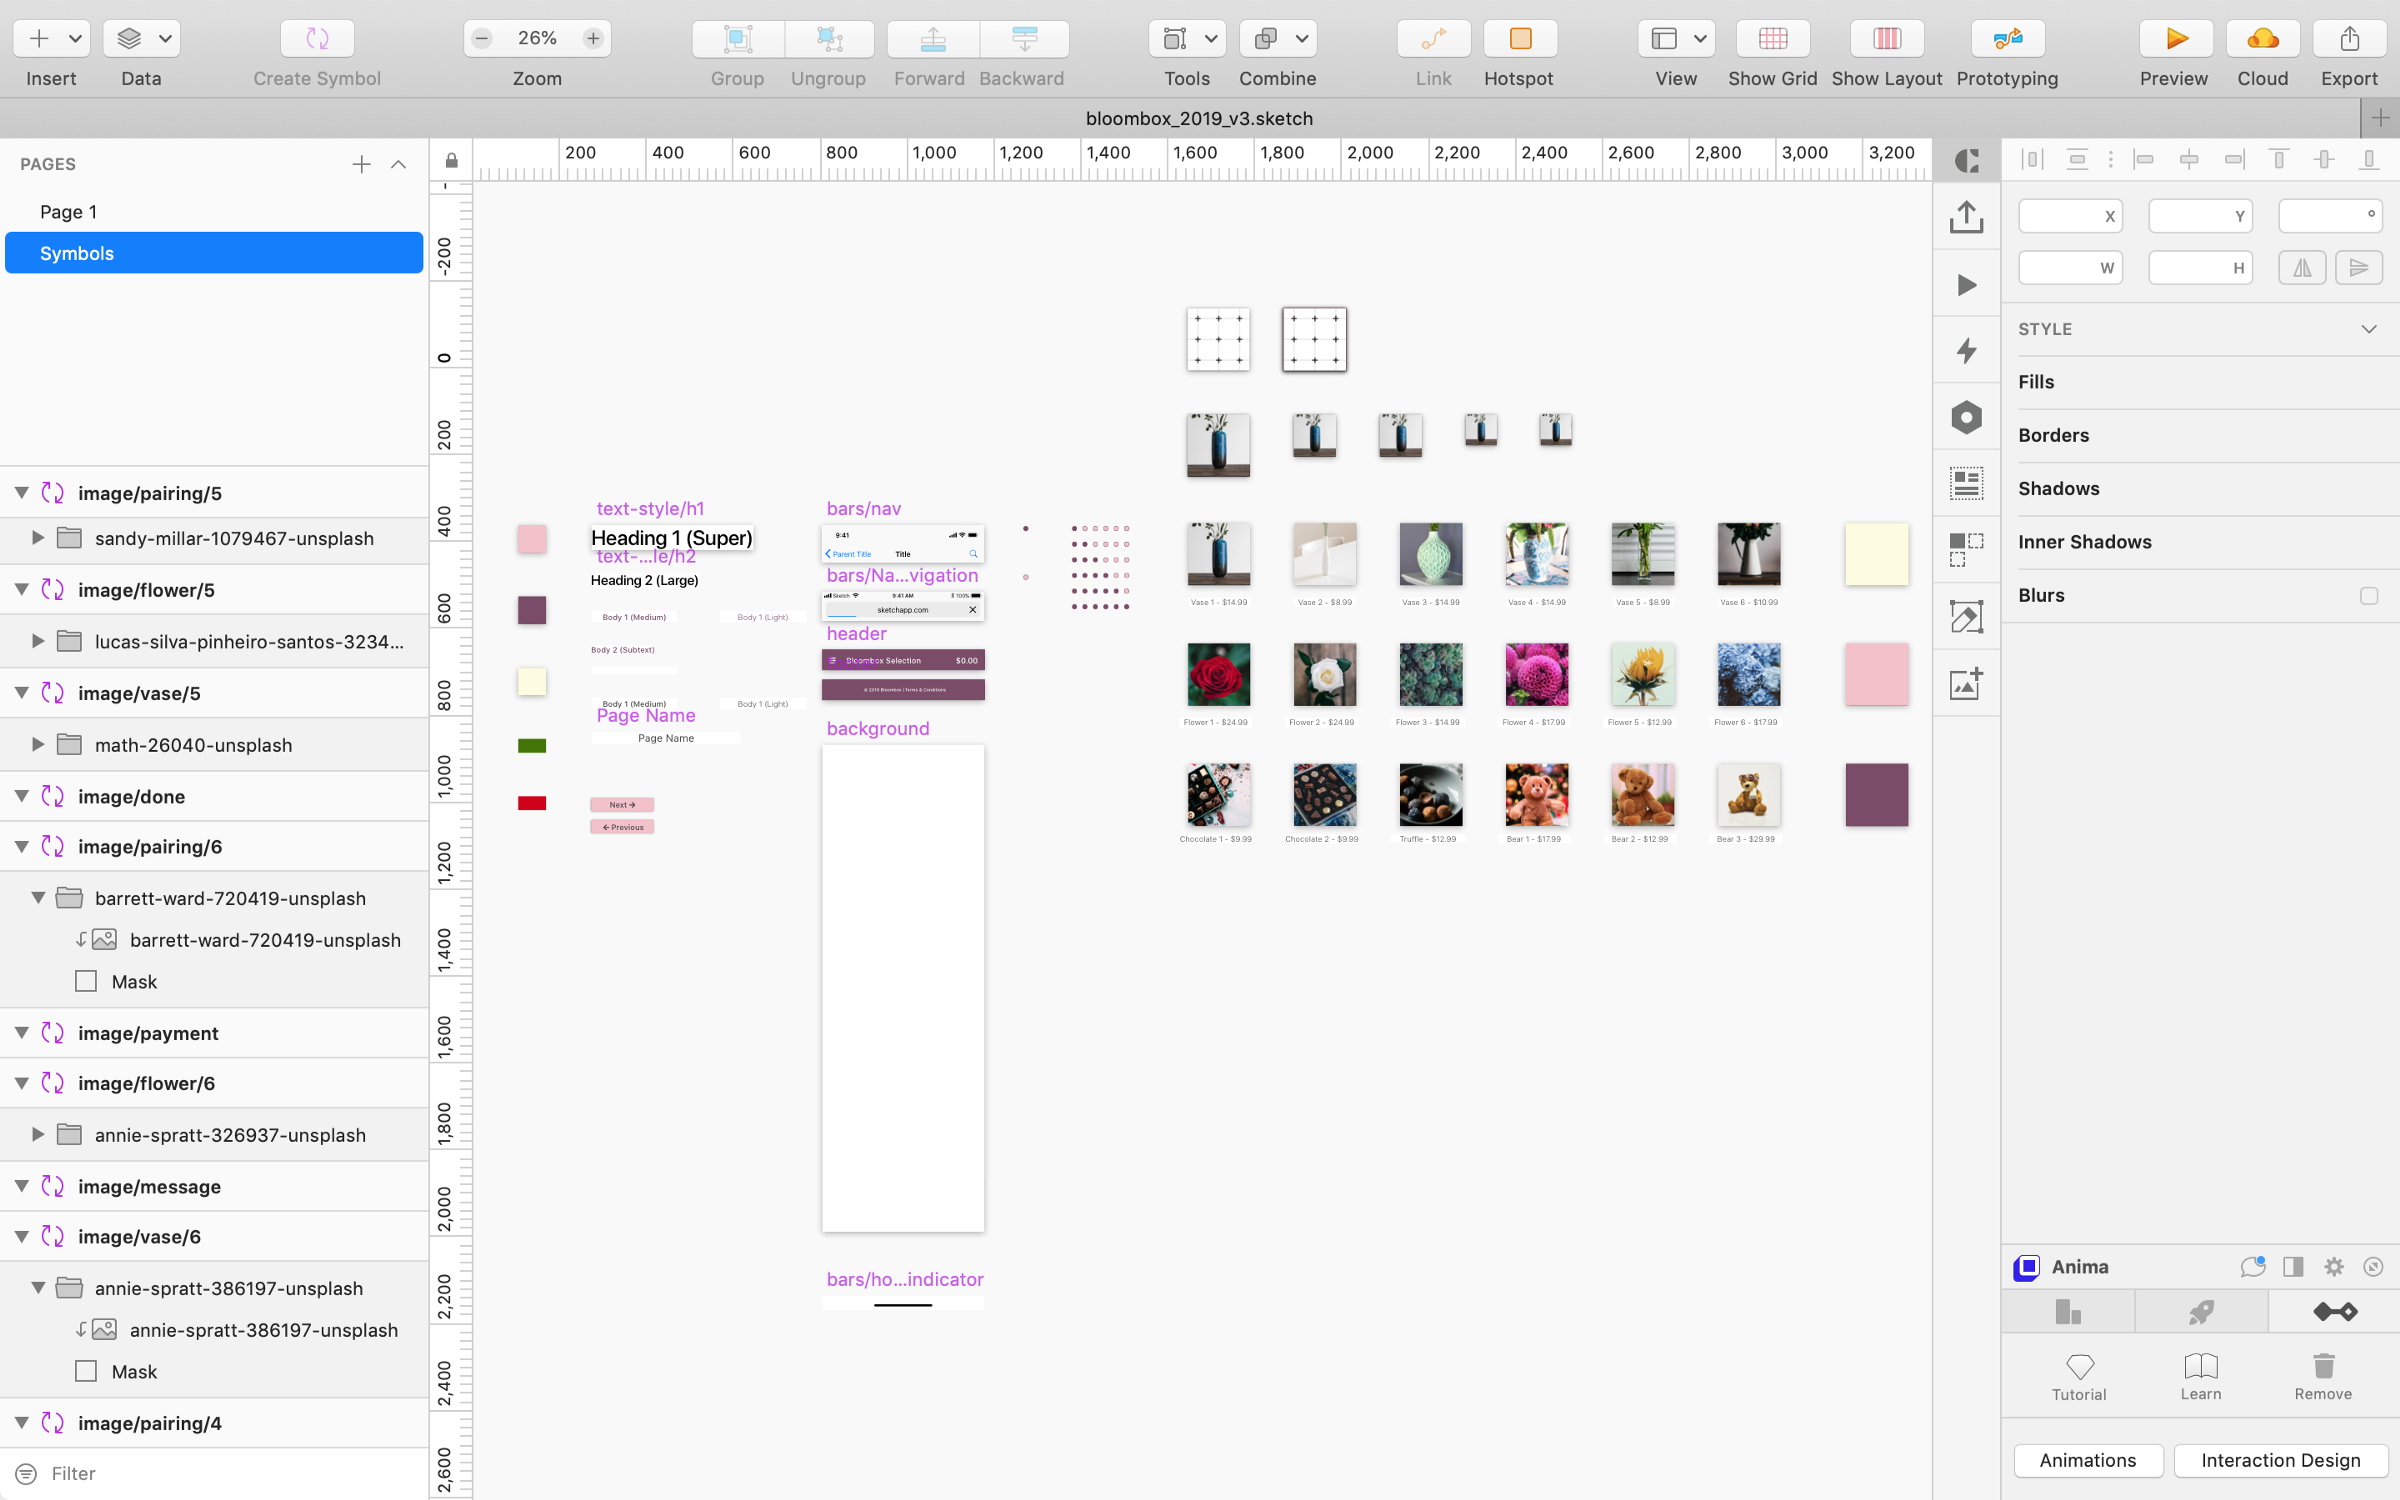 Insert
Data
Create Symbol
26%
Zoom
Group
Ungroup
Forward
Backward
Tools
Combine
Link
Hotspot
View
Show Grid
Show Layout
Prototyping
Preview
Cloud
Export
bloombox_2019_v3.sketch
PAGES
Page 1
Symbols
image/pairing/5
sandy-millar-1079467-unsplash
image/flower/5
lucas-silva-pinheiro-santos-3234...
image/vase/5
math-26040-unsplash
image/done
image/pairing/6
barrett-ward-720419-unsplash
barrett-ward-720419-unsplash
Mask
image/payment
image/flower/6
annie-spratt-326937-unsplash
image/message
image/vase/6
annie-spratt-386197-unsplash
annie-spratt-386197-unsplash
Mask
image/pairing/4
Filter
200 400 600 800 1,000 1,200 1,400 1,600 1,800 2,000 2,200 2,400 2,600 2,800 3,000 3,200
-200
0
200
400
600
800
1,000
1,200
1,400
1,600
1,800
2,000
2,200
2,400
2,600
text-style/h1
Heading 1 (Super)
text-...le/h2
Heading 2 (Large)
Body 1 (Medium)
Body 1 (Light)
Body 2 (Subtext)
Body 1 (Medium)
Body 1 (Light)
Page Name
Page Name
Next →
← Previous
bars/nav
9:41
Parent Title
Title
bars/Na...vigation
Sketch
9:41 AM
100%
sketchapp.com
header
Bloombox Selection
$0.00
© 2019 Bloombox | Terms & Conditions
background
bars/ho...indicator
Vase 1 - $14.99
Vase 2 - $8.99
Vase 3 - $14.99
Vase 4 - $14.99
Vase 5 - $8.99
Vase 6 - $10.99
Flower 1 - $24.99
Flower 2 - $24.99
Flower 3 - $14.99
Flower 4 - $17.99
Flower 5 - $12.99
Flower 6 - $17.99
Chocolate 1 - $9.99
Chocolate 2 - $9.99
Truffle - $12.99
Bear 1 - $17.99
Bear 2 - $12.99
Bear 3 - $29.99
X
Y
°
W
H
STYLE
Fills
Borders
Shadows
Inner Shadows
Blurs
Anima
Tutorial
Learn
Remove
Animations
Interaction Design